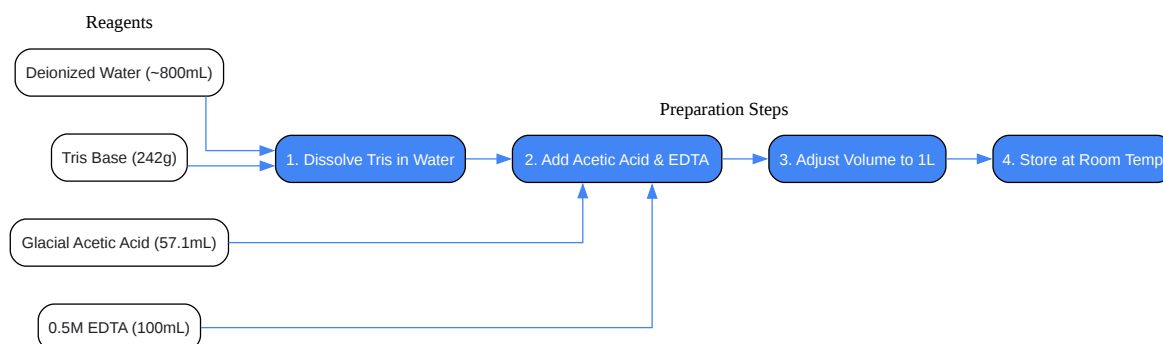 Reagents
Deionized Water (~800mL)
Preparation Steps
Tris Base (242g)
1. Dissolve Tris in Water
2. Add Acetic Acid & EDTA
3. Adjust Volume to 1L
4. Store at Room Temp
Glacial Acetic Acid (57.1mL)
0.5M EDTA (100mL)